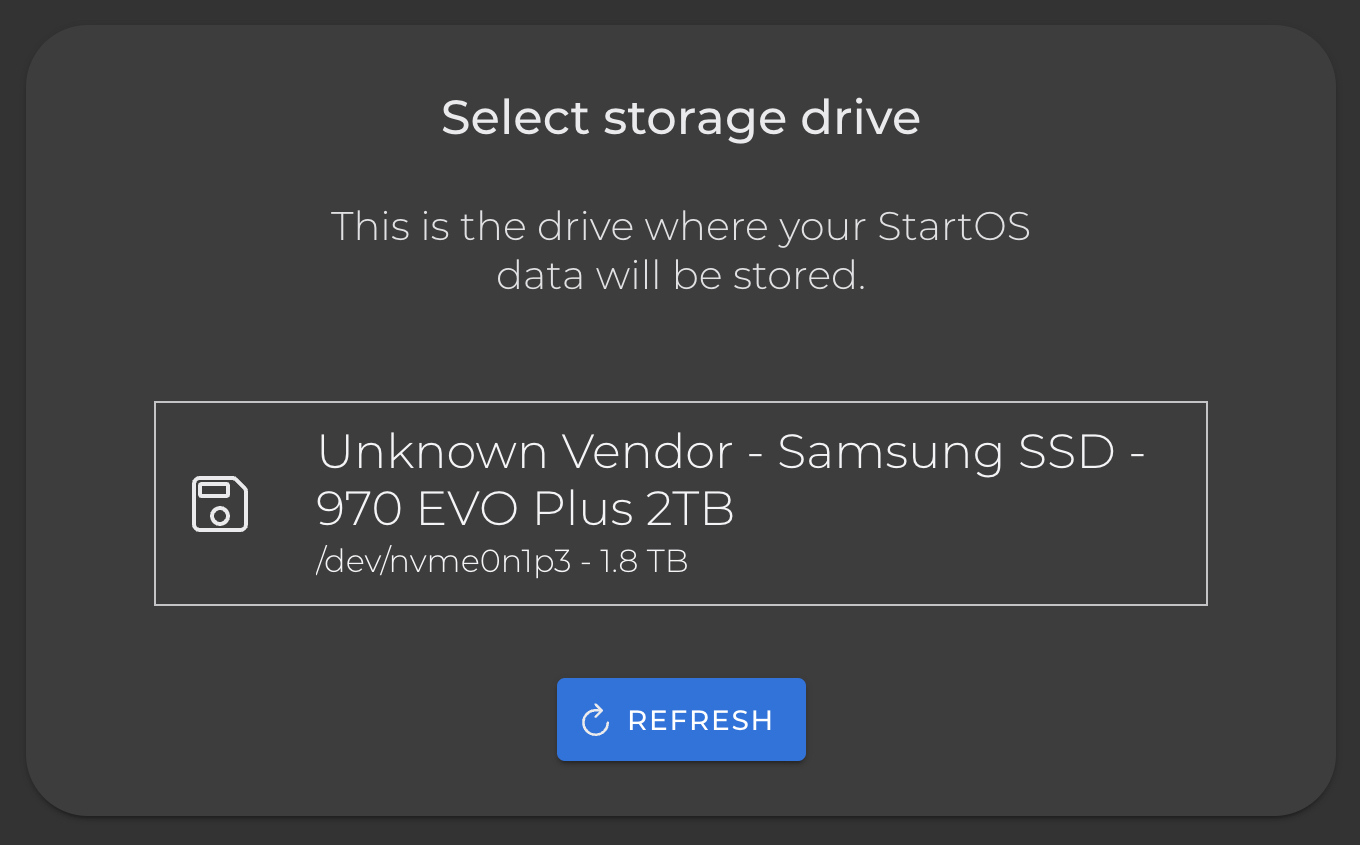 Select storage drive
This is the drive where your StartOS
data will be stored.
Unknown Vendor - Samsung SSD -
970 EVO Plus 2TB
/dev/nvme0n1p3 - 1.8 TB
REFRESH